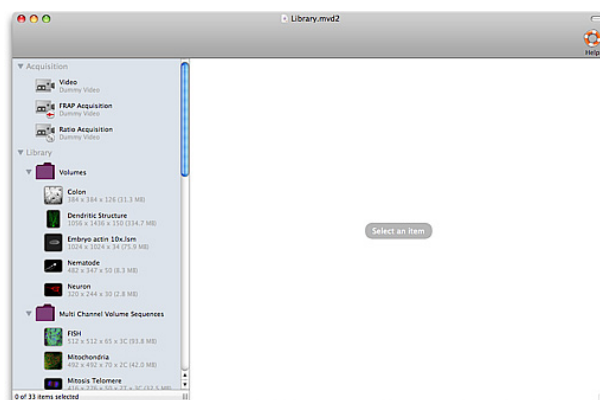 Library.mvd2
Help
Acquisition
Video
Dummy Video
FRAP Acquisition
Dummy Video
Ratio Acquisition
Dummy Video
Library
Volumes
Colon
384 x 384 x 126 (31.3 MB)
Dendritic Structure
1056 x 1436 x 150 (334.7 MB)
Embryo actin 10x.lsm
1024 x 1024 x 34 (75.9 MB)
Nematode
482 x 347 x 50 (8.3 MB)
Neuron
320 x 244 x 30 (2.8 MB)
Multi Channel Volume Sequences
FISH
512 x 512 x 65 x 3C (93.8 MB)
Mitochondria
492 x 492 x 70 x 2C (42.0 MB)
Mitosis Telomere
0 of 33 items selected
Select an item